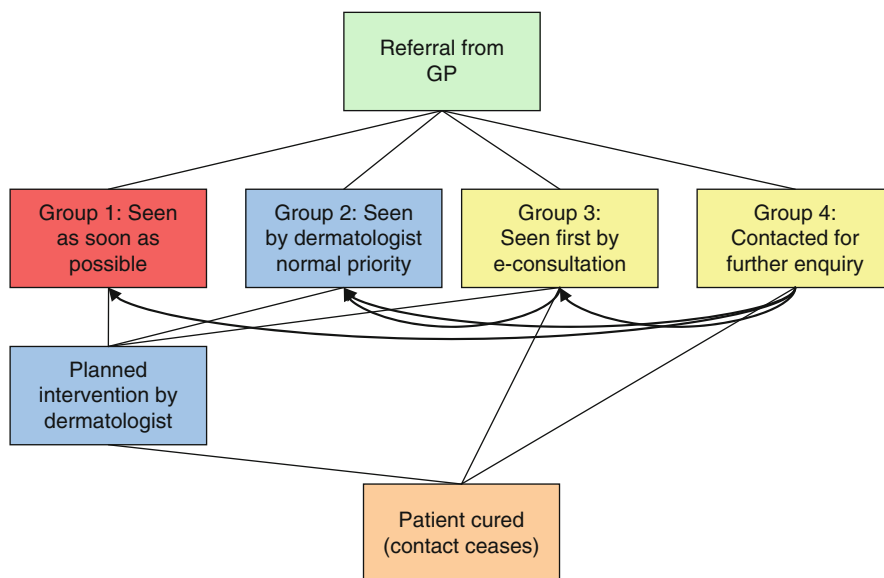 Referral from
GP
Group 1: Seen
as soon as
possible
Group 2: Seen
by dermatologist
normal priority
Group 3:
Seen first by
e-consultation
Group 4:
Contacted for
further enquiry
Planned
intervention by
dermatologist
Patient cured
(contact ceases)